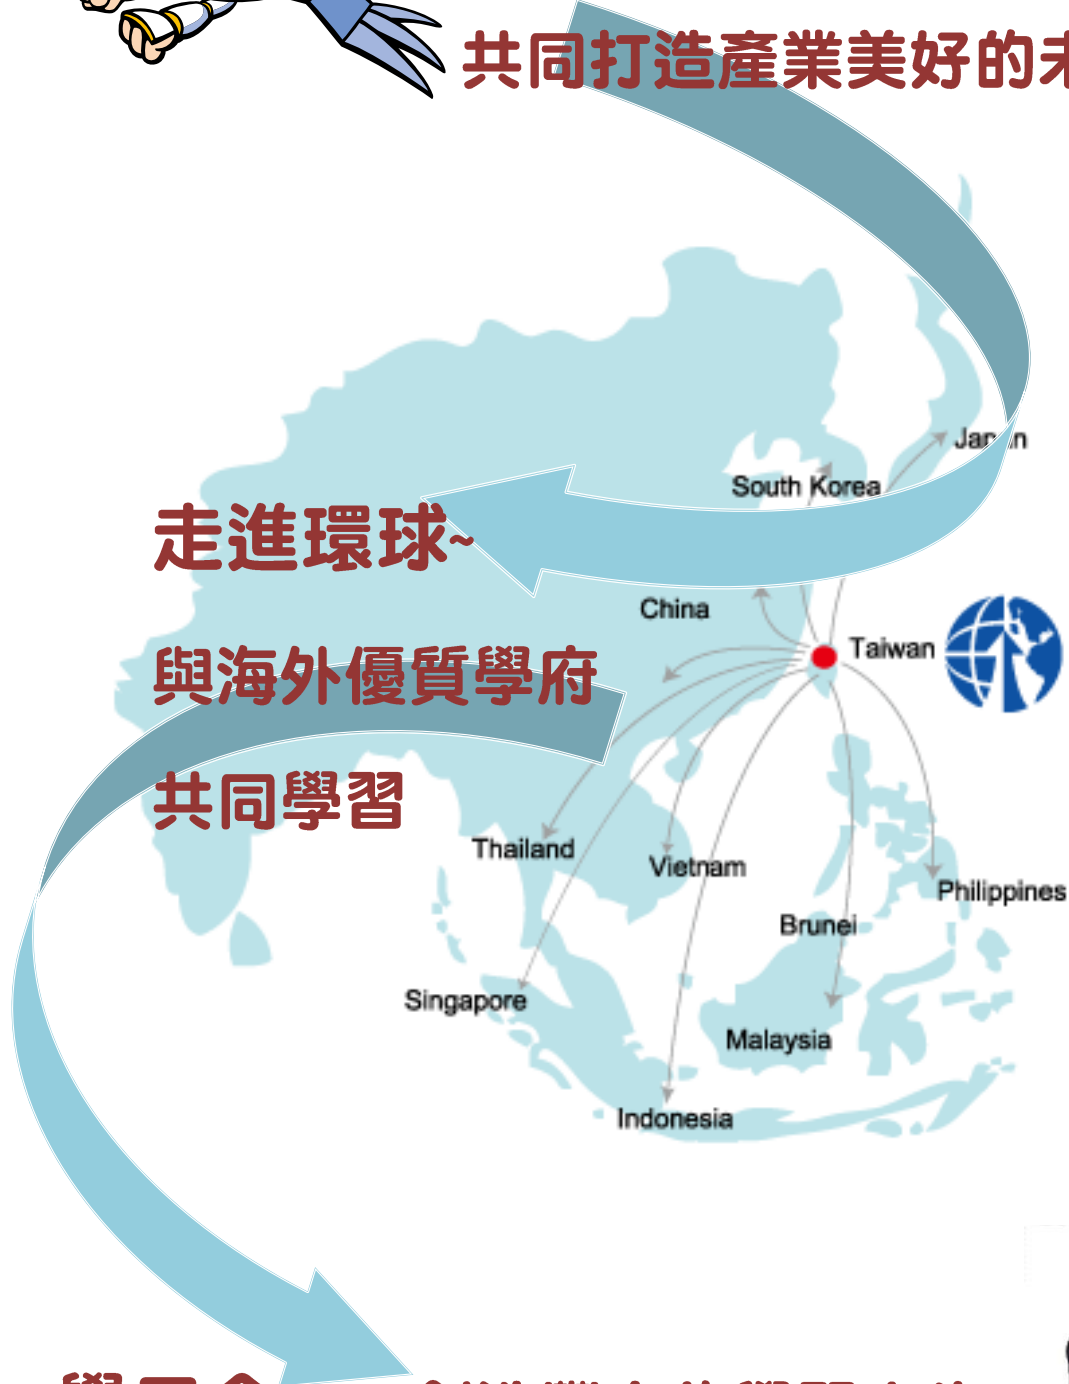 共同打造產業美好的
Japan
South Korea
走進環球~
China
Taiwan
與海外優質學府
共同學習
Thailand
Vietnam
Philippines
Brunei
Singapore
Malaysia
Indonesia